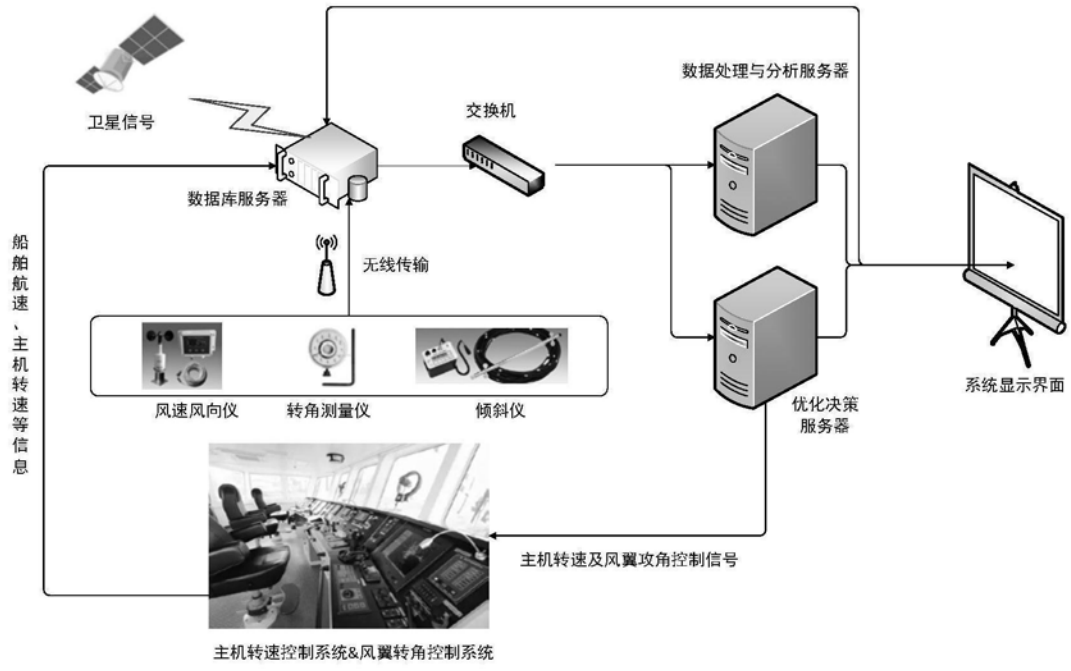 数据处理与分析服务器
交换机
卫星信号
数据库服务器
无线传输
船舶航速、主机转速等信息
风速风向仪
转角测量仪
倾斜仪
系统显示界面
优化决策
服务器
主机转速及风翼攻角控制信号
主机转速控制系统&风翼转角控制系统